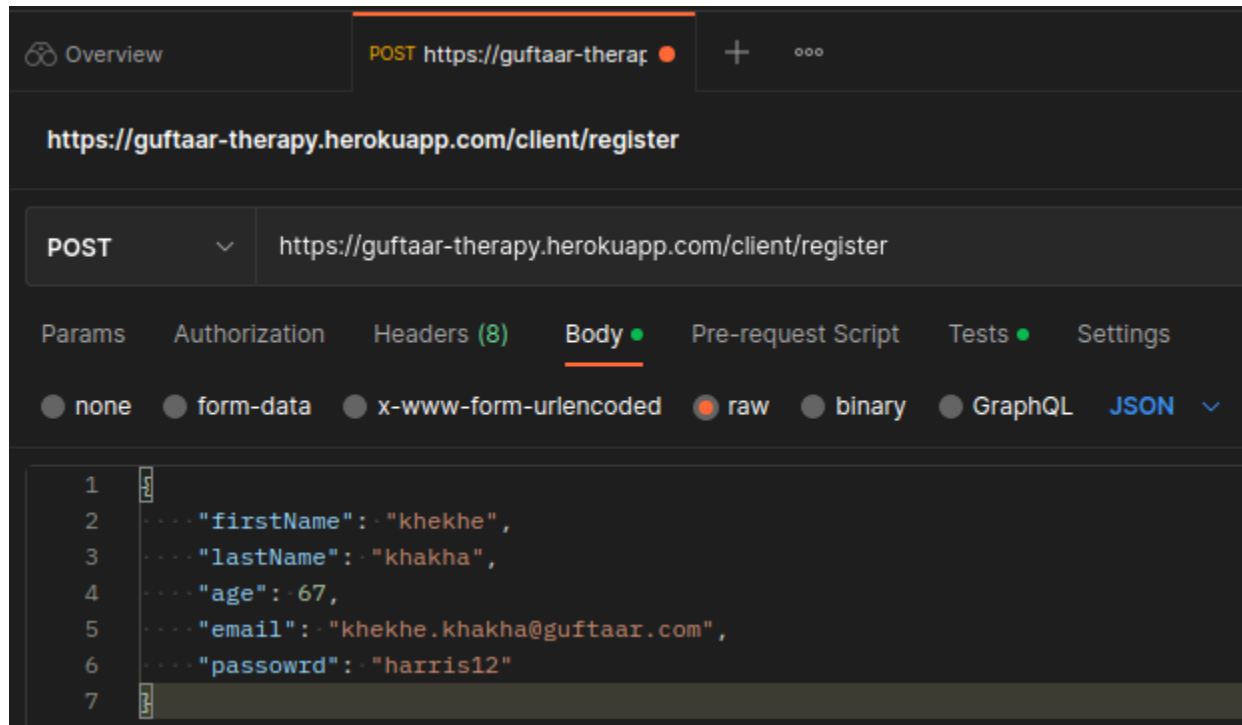 Overview POST https://guftaar-therap + ooo
https://guftaar-therapy.herokuapp.com/client/register
POST https://guftaar-therapy.herokuapp.com/client/register
Params Authorization Headers (8) Body Pre-request Script Tests Settings
none form-data x-www-form-urlencoded raw binary GraphQL JSON
1 {
2 "firstName": "khekhe",
3 "lastName": "khakha",
4 "age": 67,
5 "email": "khekhe.khakha@guftaar.com",
6 "passowrd": "harris12"
7 }